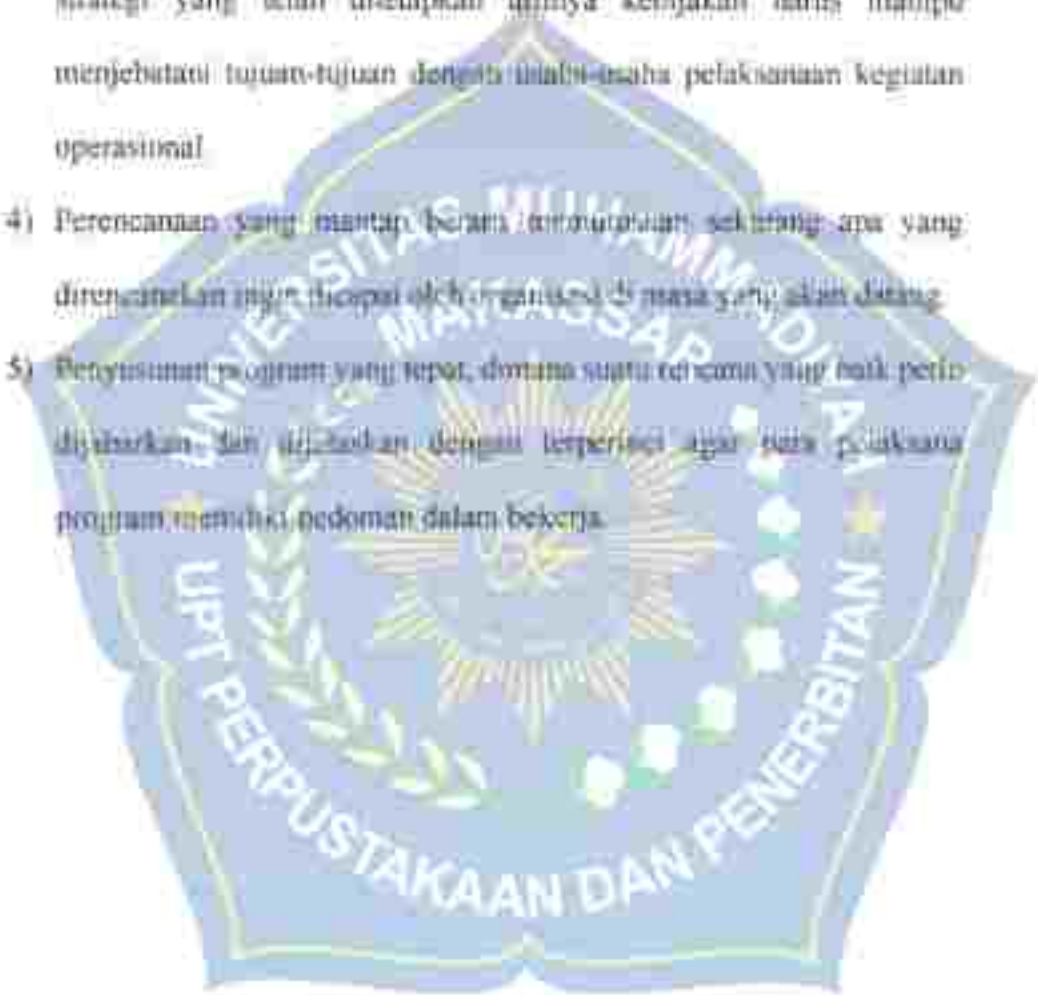 strategi yang telah ditetapkan artinya kebijakan harus mampu
menjebatani tujuan-tujuan dengan usaha-usaha pelaksanaan kegiatan
operasional
4) Perencanaan yang mantap berarti memutuskan sekarang apa yang
direncanakan ingin dicapai oleh organisasi di masa yang akan datang.
5) Penyusunan program yang tepat, dimana suatu rencana yang baik perlu
dijabarkan dan dijelaskan dengan terperinci agar para pelaksana
program memiliki pedoman dalam bekerja.
UNIVERSITAS MUHAMMADIYAH
MAKASSAR
UPT PERPUSTAKAAN DAN PENERBITAN